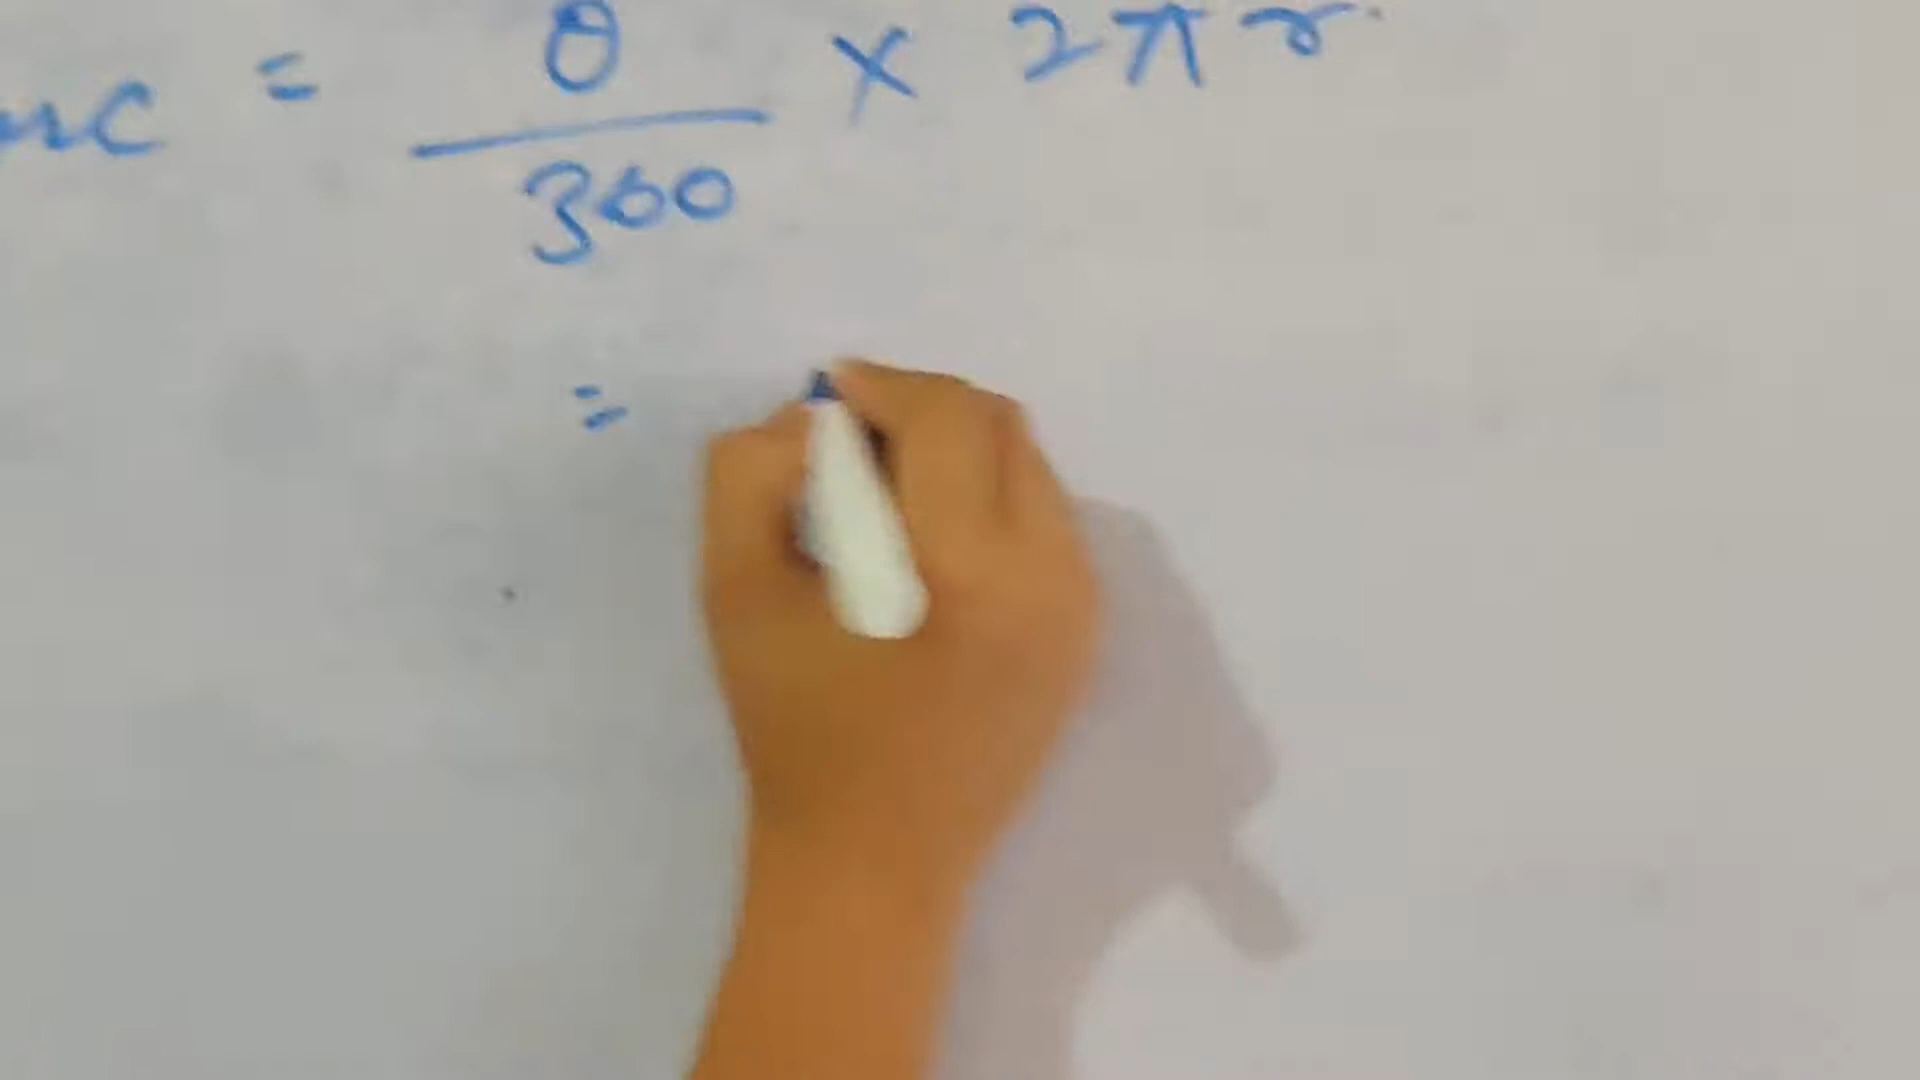 arc = θ/360 × 2πr
=